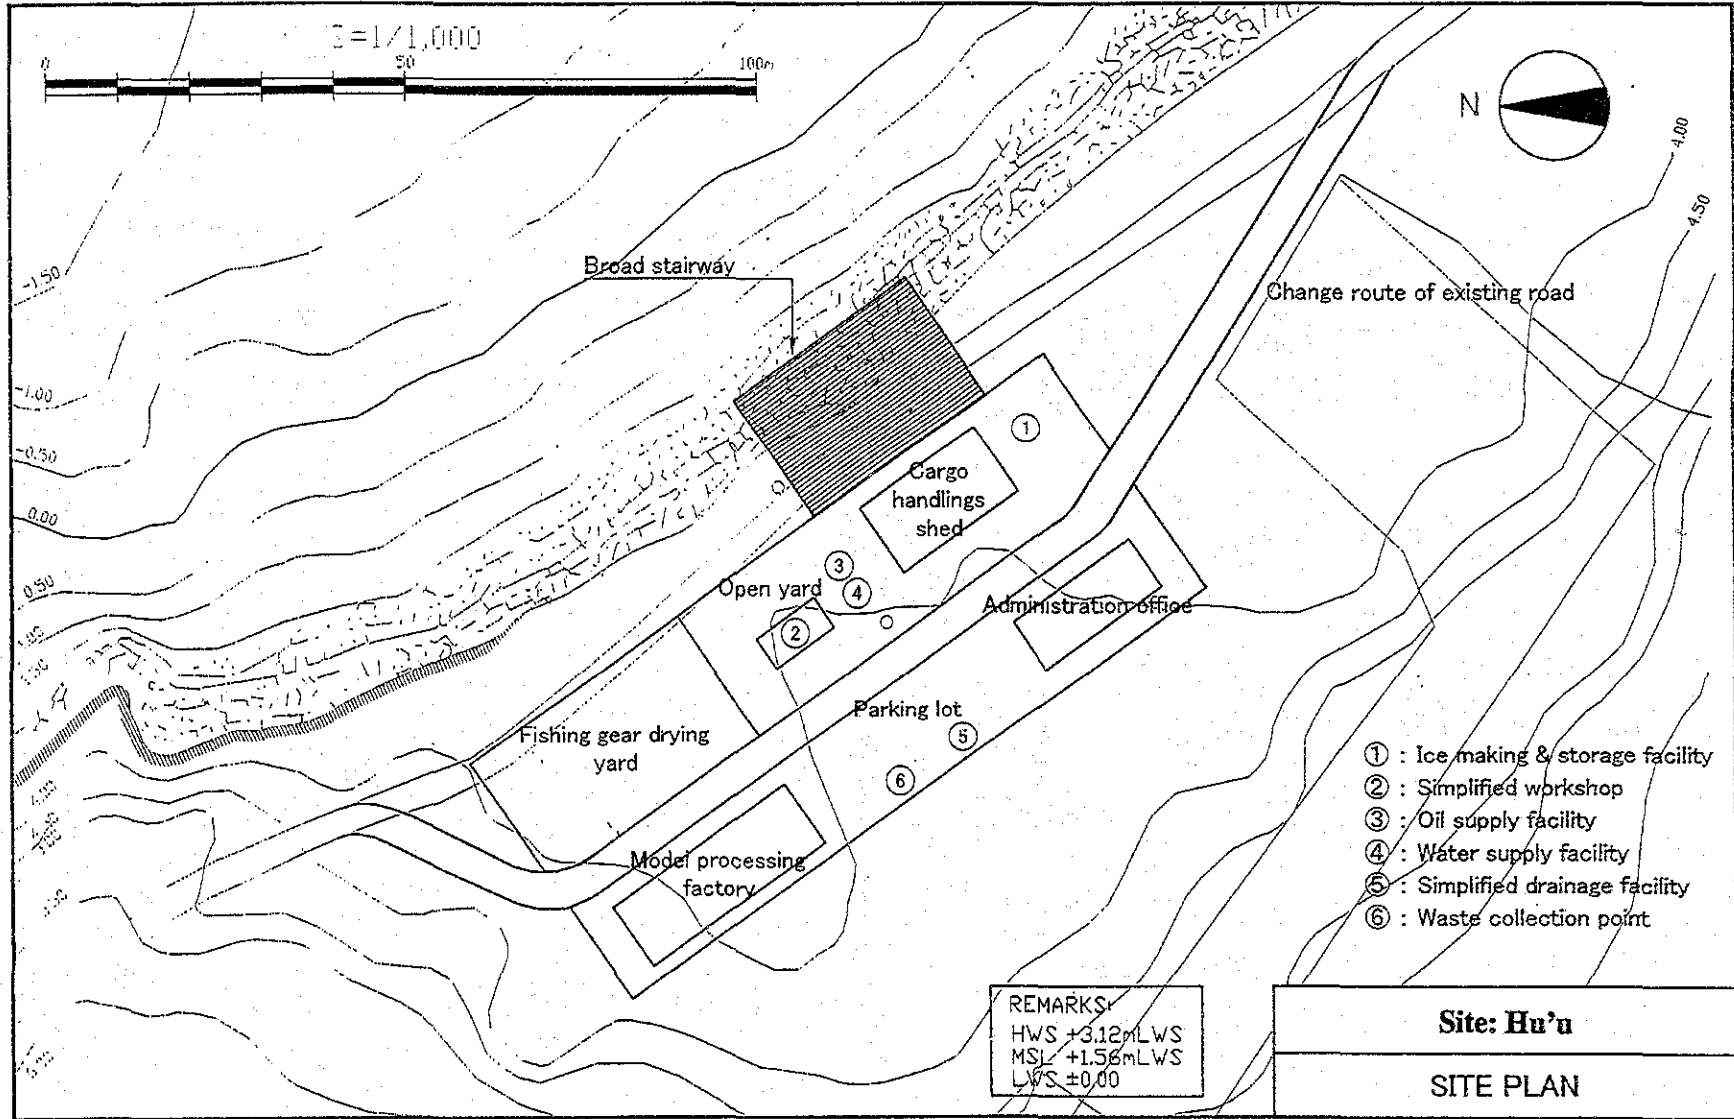 S=1/1,000
0
50
100m
N
4.00
4.50
-1.50
Broad stairway
Change route of existing road
-1.00
①
-0.50
Cargo
handlings
shed
0.00
③
Open yard
④
0.50
②
Administration office
Parking lot
⑤
Fishing gear drying
yard
⑥
① : Ice making & storage facility
② : Simplified workshop
③ : Oil supply facility
④ : Water supply facility
⑤ : Simplified drainage facility
⑥ : Waste collection point
Model processing
factory
REMARKS:
HWS +3.12mLWS
MSL +1.56mLWS
LWS ±0.00
Site: Hu'u
SITE PLAN